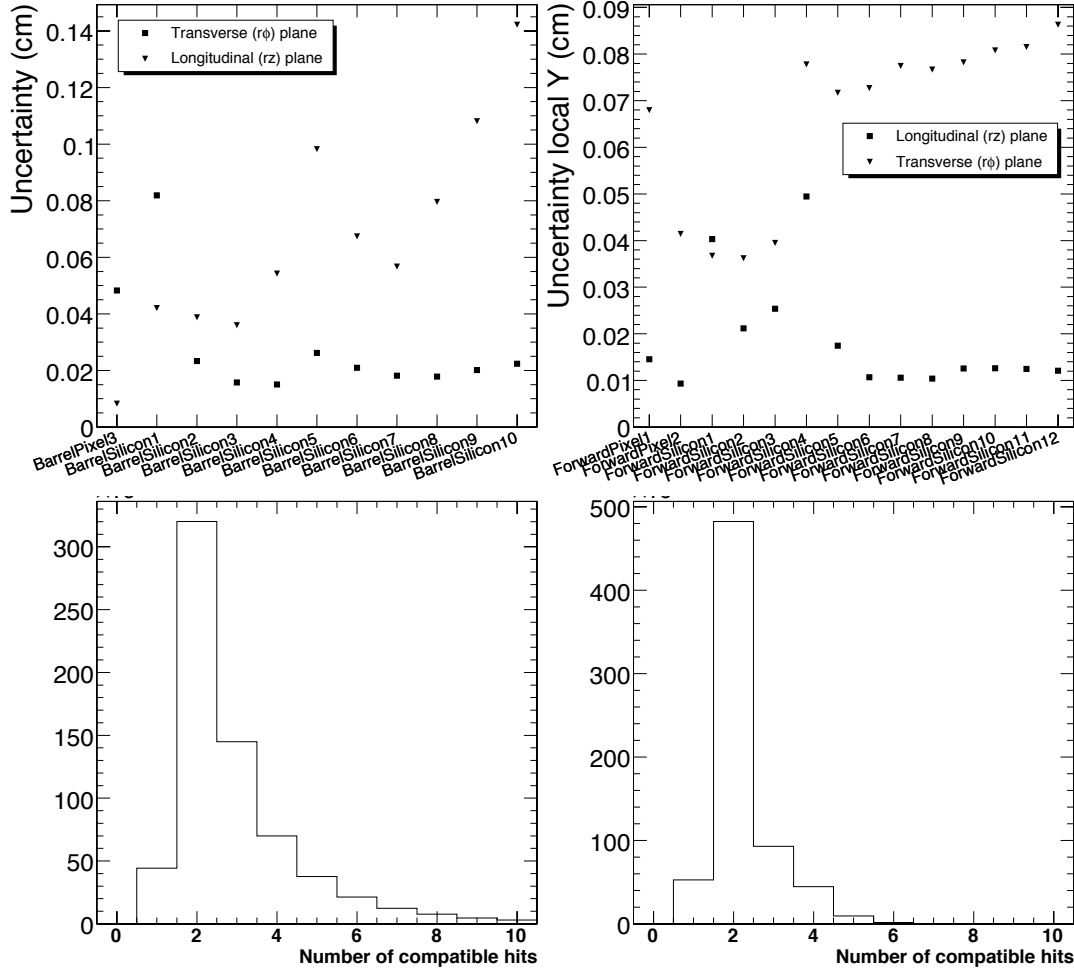 Uncertainty (cm)
0.14
0.12
0.1
0.08
0.06
0.04
0.02
0
Transverse (rϕ) plane
Longitudinal (rz) plane
BarrelPixel3
BarrelSilicon1
BarrelSilicon2
BarrelSilicon3
BarrelSilicon4
BarrelSilicon5
BarrelSilicon6
BarrelSilicon7
BarrelSilicon8
BarrelSilicon9
BarrelSilicon10
Uncertainty local Y (cm)
0.09
0.08
0.07
0.06
0.05
0.04
0.03
0.02
0.01
0
Longitudinal (rz) plane
Transverse (rϕ) plane
ForwardPixel1
ForwardPixel2
ForwardSilicon1
ForwardSilicon2
ForwardSilicon3
ForwardSilicon4
ForwardSilicon5
ForwardSilicon6
ForwardSilicon7
ForwardSilicon8
ForwardSilicon9
ForwardSilicon10
ForwardSilicon11
ForwardSilicon12
300
250
200
150
100
50
0
0 2 4 6 8 10
Number of compatible hits
500
400
300
200
100
0
0 2 4 6 8 10
Number of compatible hits